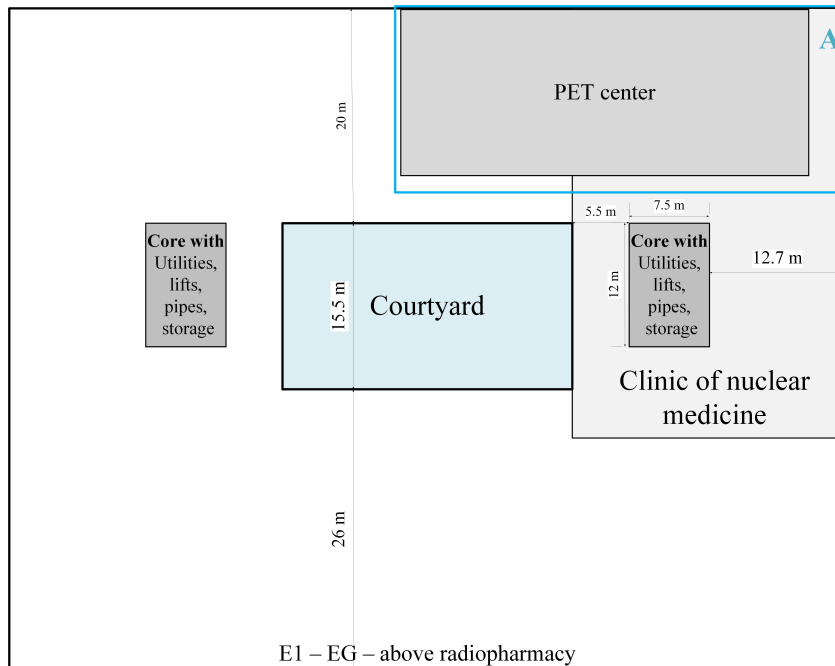 A
PET center
20 m
5.5 m
7.5 m
Core with
Utilities,
lifts,
pipes,
storage
15.5 m
Courtyard
12 m
Core with
Utilities,
lifts,
pipes,
storage
12.7 m
Clinic of nuclear
medicine
26 m
E1 – EG – above radiopharmacy